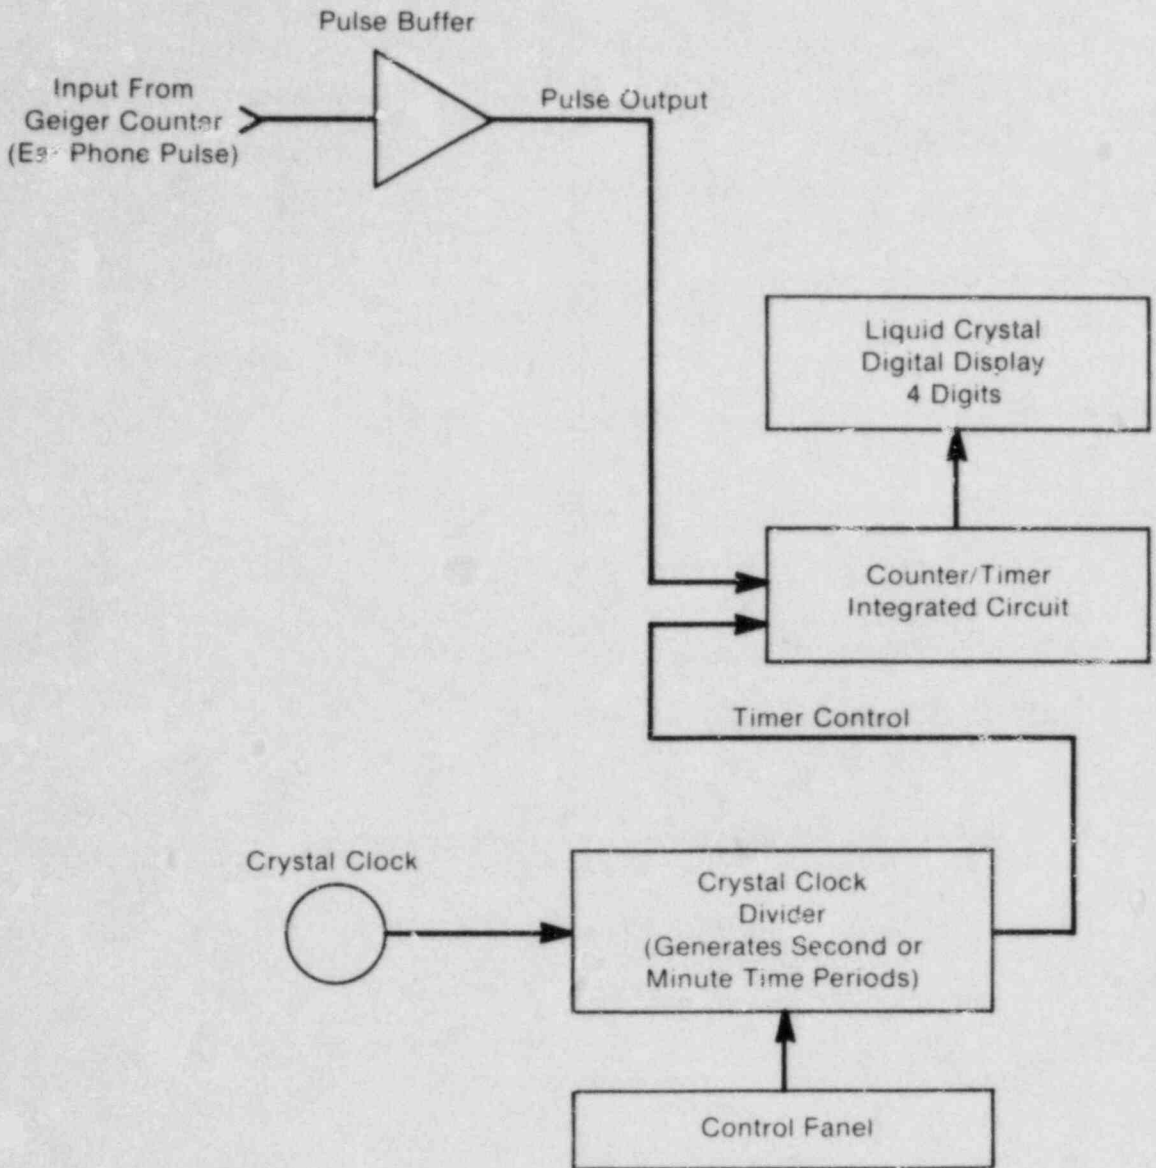 Pulse Buffer
Input From
Geiger Counter
Pulse Output
Phone Pulse)
Liquid Crystal
Digital Display
4 Digits
Counter/Timer
Integrated Circuit
Timer Control
Crystal Clock
Crystal Clock
Divider
(Generates Second or
Minute Time Periods)
Control Fanel